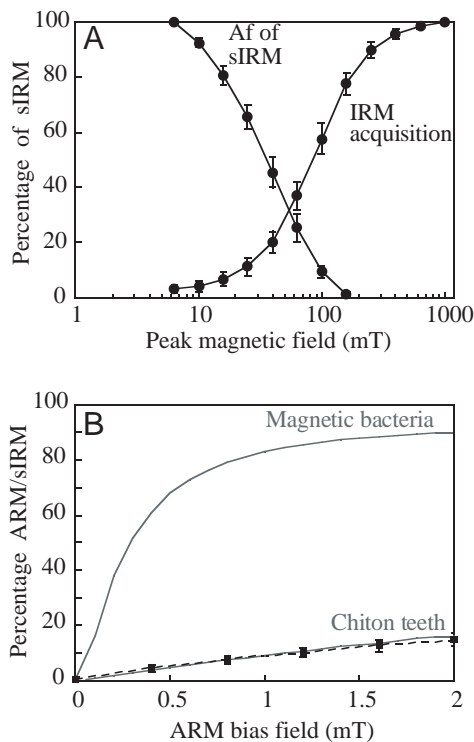 A
Af of
sIRM
IRM
acquisition
Percentage of sIRM
100
80
60
40
20
0
1
10
100
1000
Peak magnetic field (mT)
B
Magnetic bacteria
Chiton teeth
Percentage ARM/sIRM
100
80
60
40
20
0
0
0.5
1
1.5
2
ARM bias field (mT)